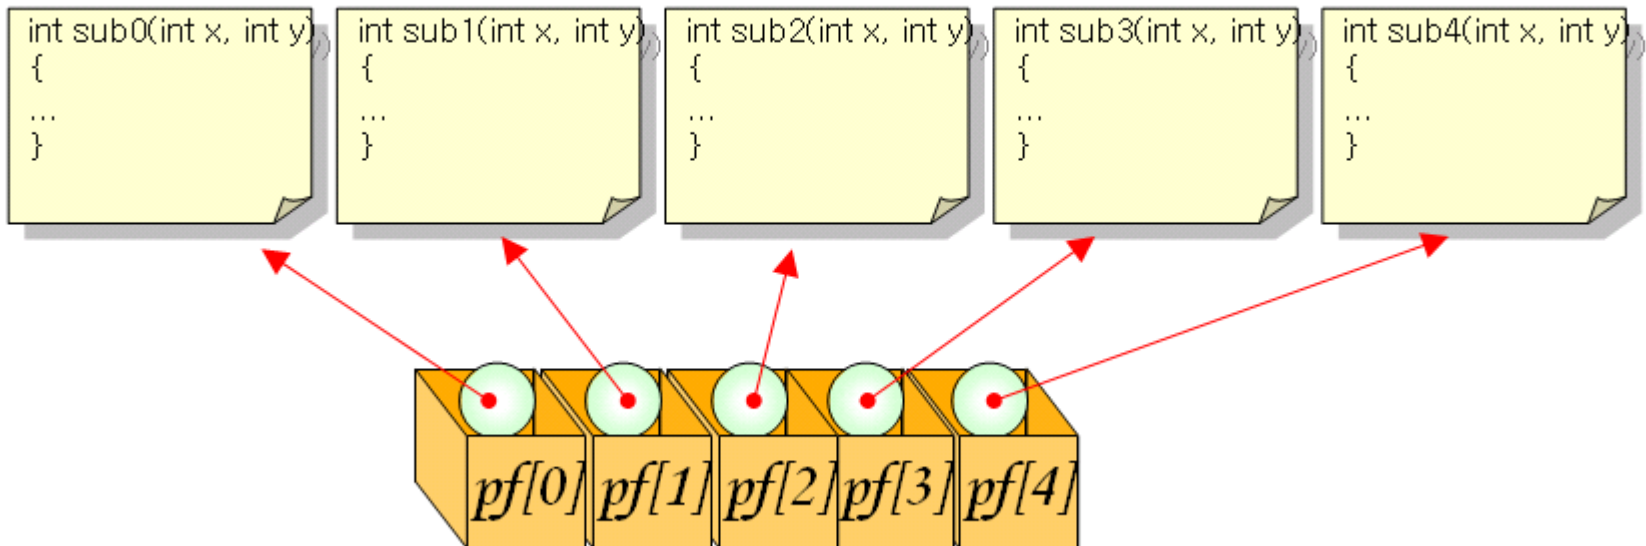 int sub0(int x, int y)
{
...
}
int sub1(int x, int y)
{
...
}
int sub2(int x, int y)
{
...
}
int sub3(int x, int y)
{
...
}
int sub4(int x, int y)
{
...
}
pf[0] pf[1] pf[2] pf[3] pf[4]